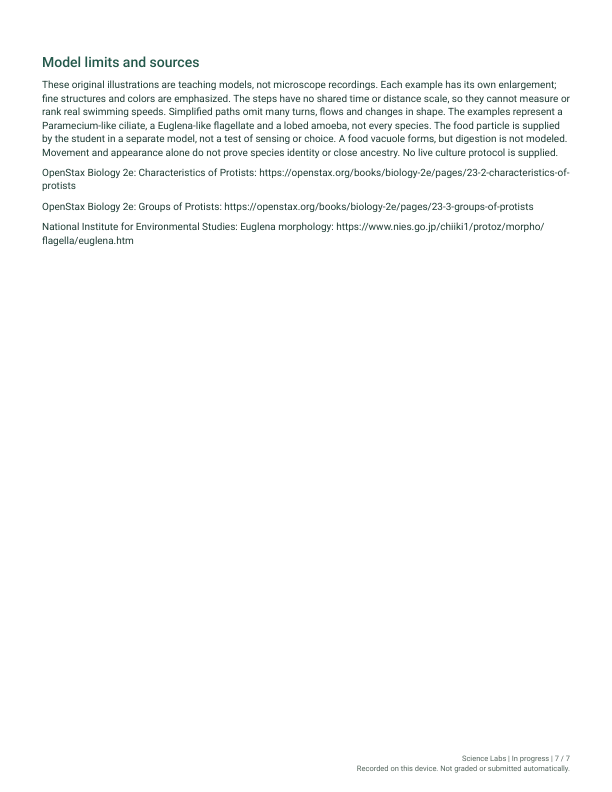 Model limits and sources
These original illustrations are teaching models, not microscope recordings. Each example has its own enlargement;
fine structures and colors are emphasized. The steps have no shared time or distance scale, so they cannot measure or
rank real swimming speeds. Simplified paths omit many turns, flows and changes in shape. The examples represent a
Paramecium-like ciliate, a Euglena-like flagellate and a lobed amoeba, not every species. The food particle is supplied
by the student in a separate model, not a test of sensing or choice. A food vacuole forms, but digestion is not modeled.
Movement and appearance alone do not prove species identity or close ancestry. No live culture protocol is supplied.
OpenStax Biology 2e: Characteristics of Protists: https://openstax.org/books/biology-2e/pages/23-2-characteristics-of-
protists
OpenStax Biology 2e: Groups of Protists: https://openstax.org/books/biology-2e/pages/23-3-groups-of-protists
National Institute for Environmental Studies: Euglena morphology: https://www.nies.go.jp/chiiki1/protoz/morpho/
flagella/euglena.htm
Science Labs | In progress | 7 / 7
Recorded on this device. Not graded or submitted automatically.